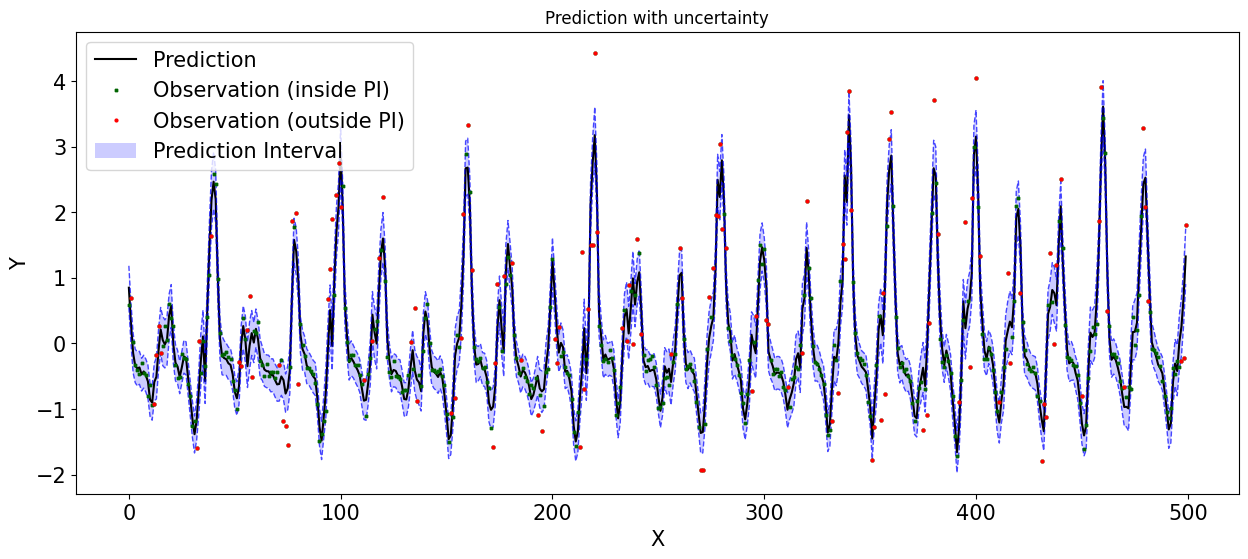 Prediction with uncertainty
Prediction
Observation (inside PI)
Observation (outside PI)
Prediction Interval
Y
4
3
2
1
0
−1
−2
0 100 200 300 400 500
X